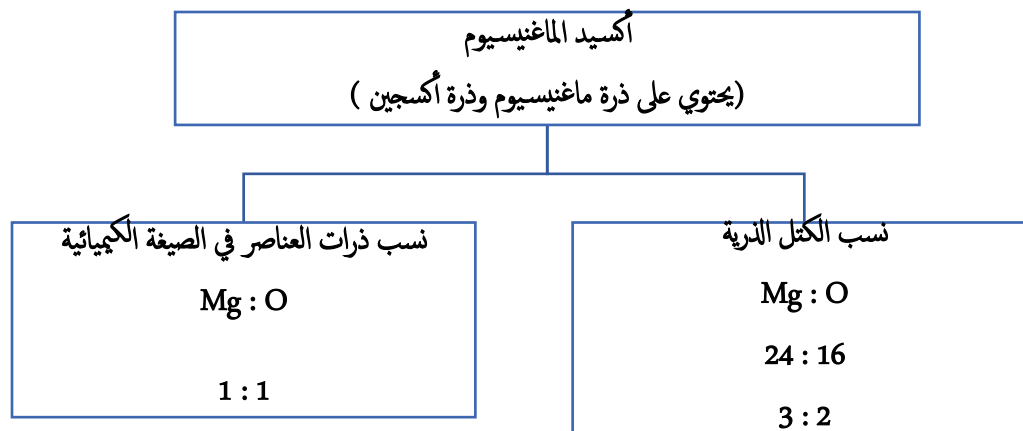 أكسيد الماغنيسيوم
(يحتوي على ذرة ماغنيسيوم وذرة أكسجين )
نسب الكتل الذرية
Mg : O
24 : 16
3 : 2
نسب ذرات العناصر في الصيغة الكيميائية
Mg : O
1 : 1